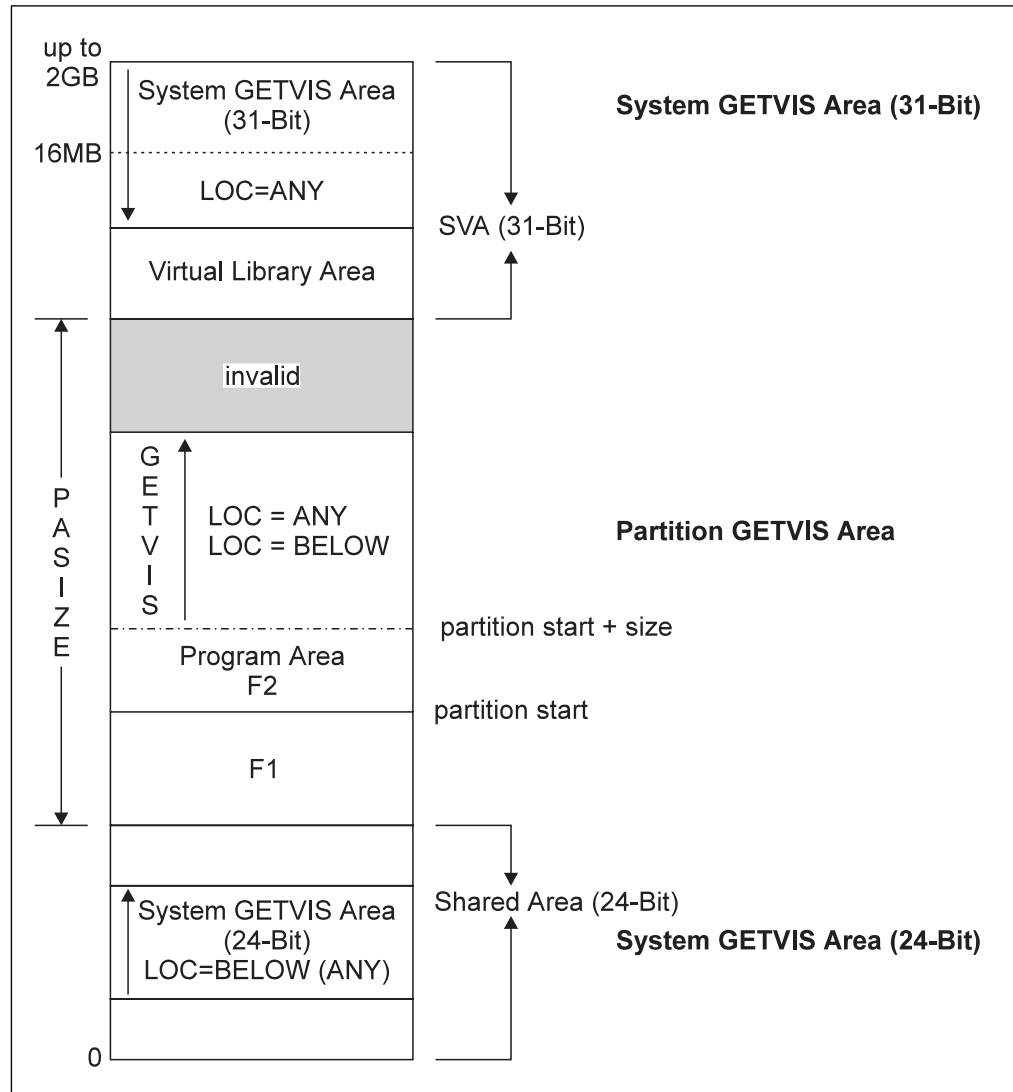 up to
2GB
System GETVIS Area
(31-Bit)
System GETVIS Area (31-Bit)
16MB
LOC=ANY
SVA (31-Bit)
Virtual Library Area
invalid
PASIZE
GETVIS
LOC = ANY
LOC = BELOW
Partition GETVIS Area
partition start + size
Program Area
F2
partition start
F1
Shared Area (24-Bit)
System GETVIS Area
(24-Bit)
LOC=BELOW (ANY)
System GETVIS Area (24-Bit)
0